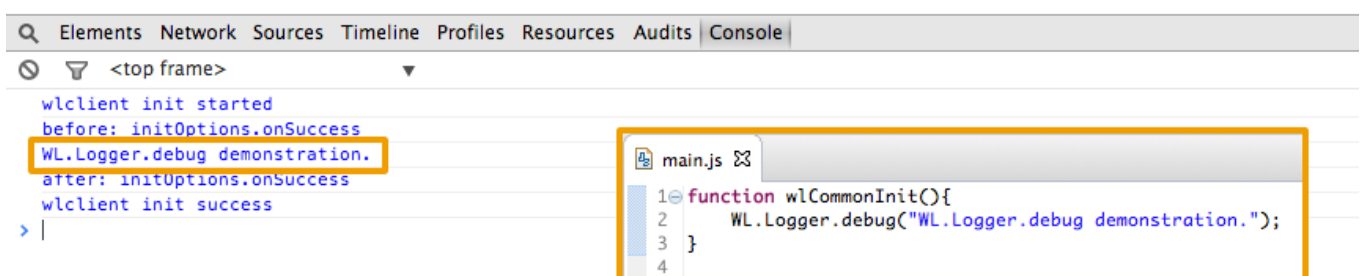 Elements Network Sources Timeline Profiles Resources Audits Console
<top frame>
wlclient init started
before: initOptions.onSuccess
WL.Logger.debug demonstration.
after: initOptions.onSuccess
wlclient init success
>
main.js
1 function wlCommonInit(){
2 WL.Logger.debug("WL.Logger.debug demonstration.");
3 }
4